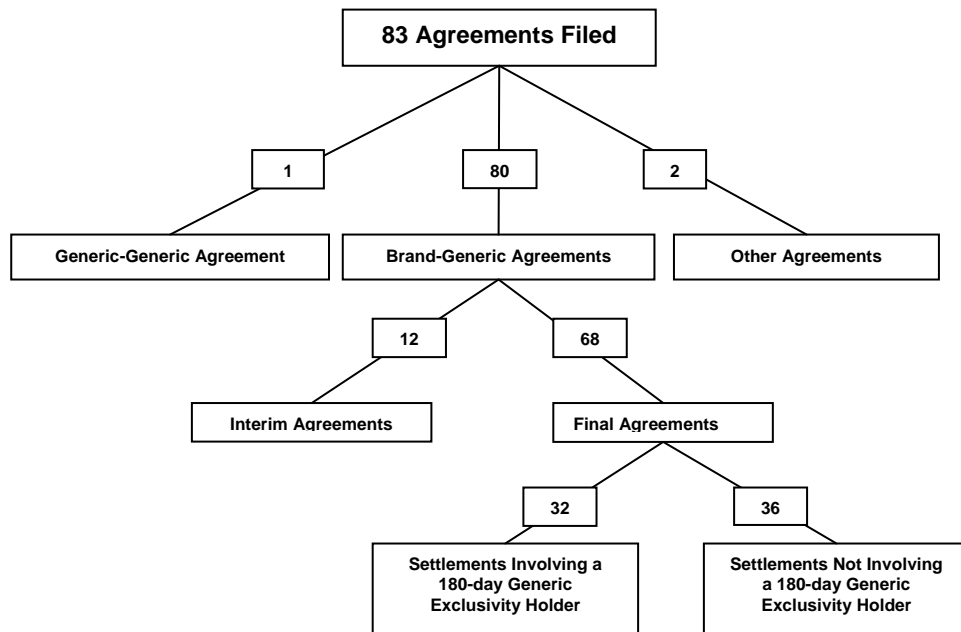 83 Agreements Filed
1
80
2
Generic-Generic Agreement
Brand-Generic Agreements
Other Agreements
12
68
Interim Agreements
Final Agreements
32
36
Settlements Involving a
180-day Generic
Exclusivity Holder
Settlements Not Involving
a 180-day Generic
Exclusivity Holder